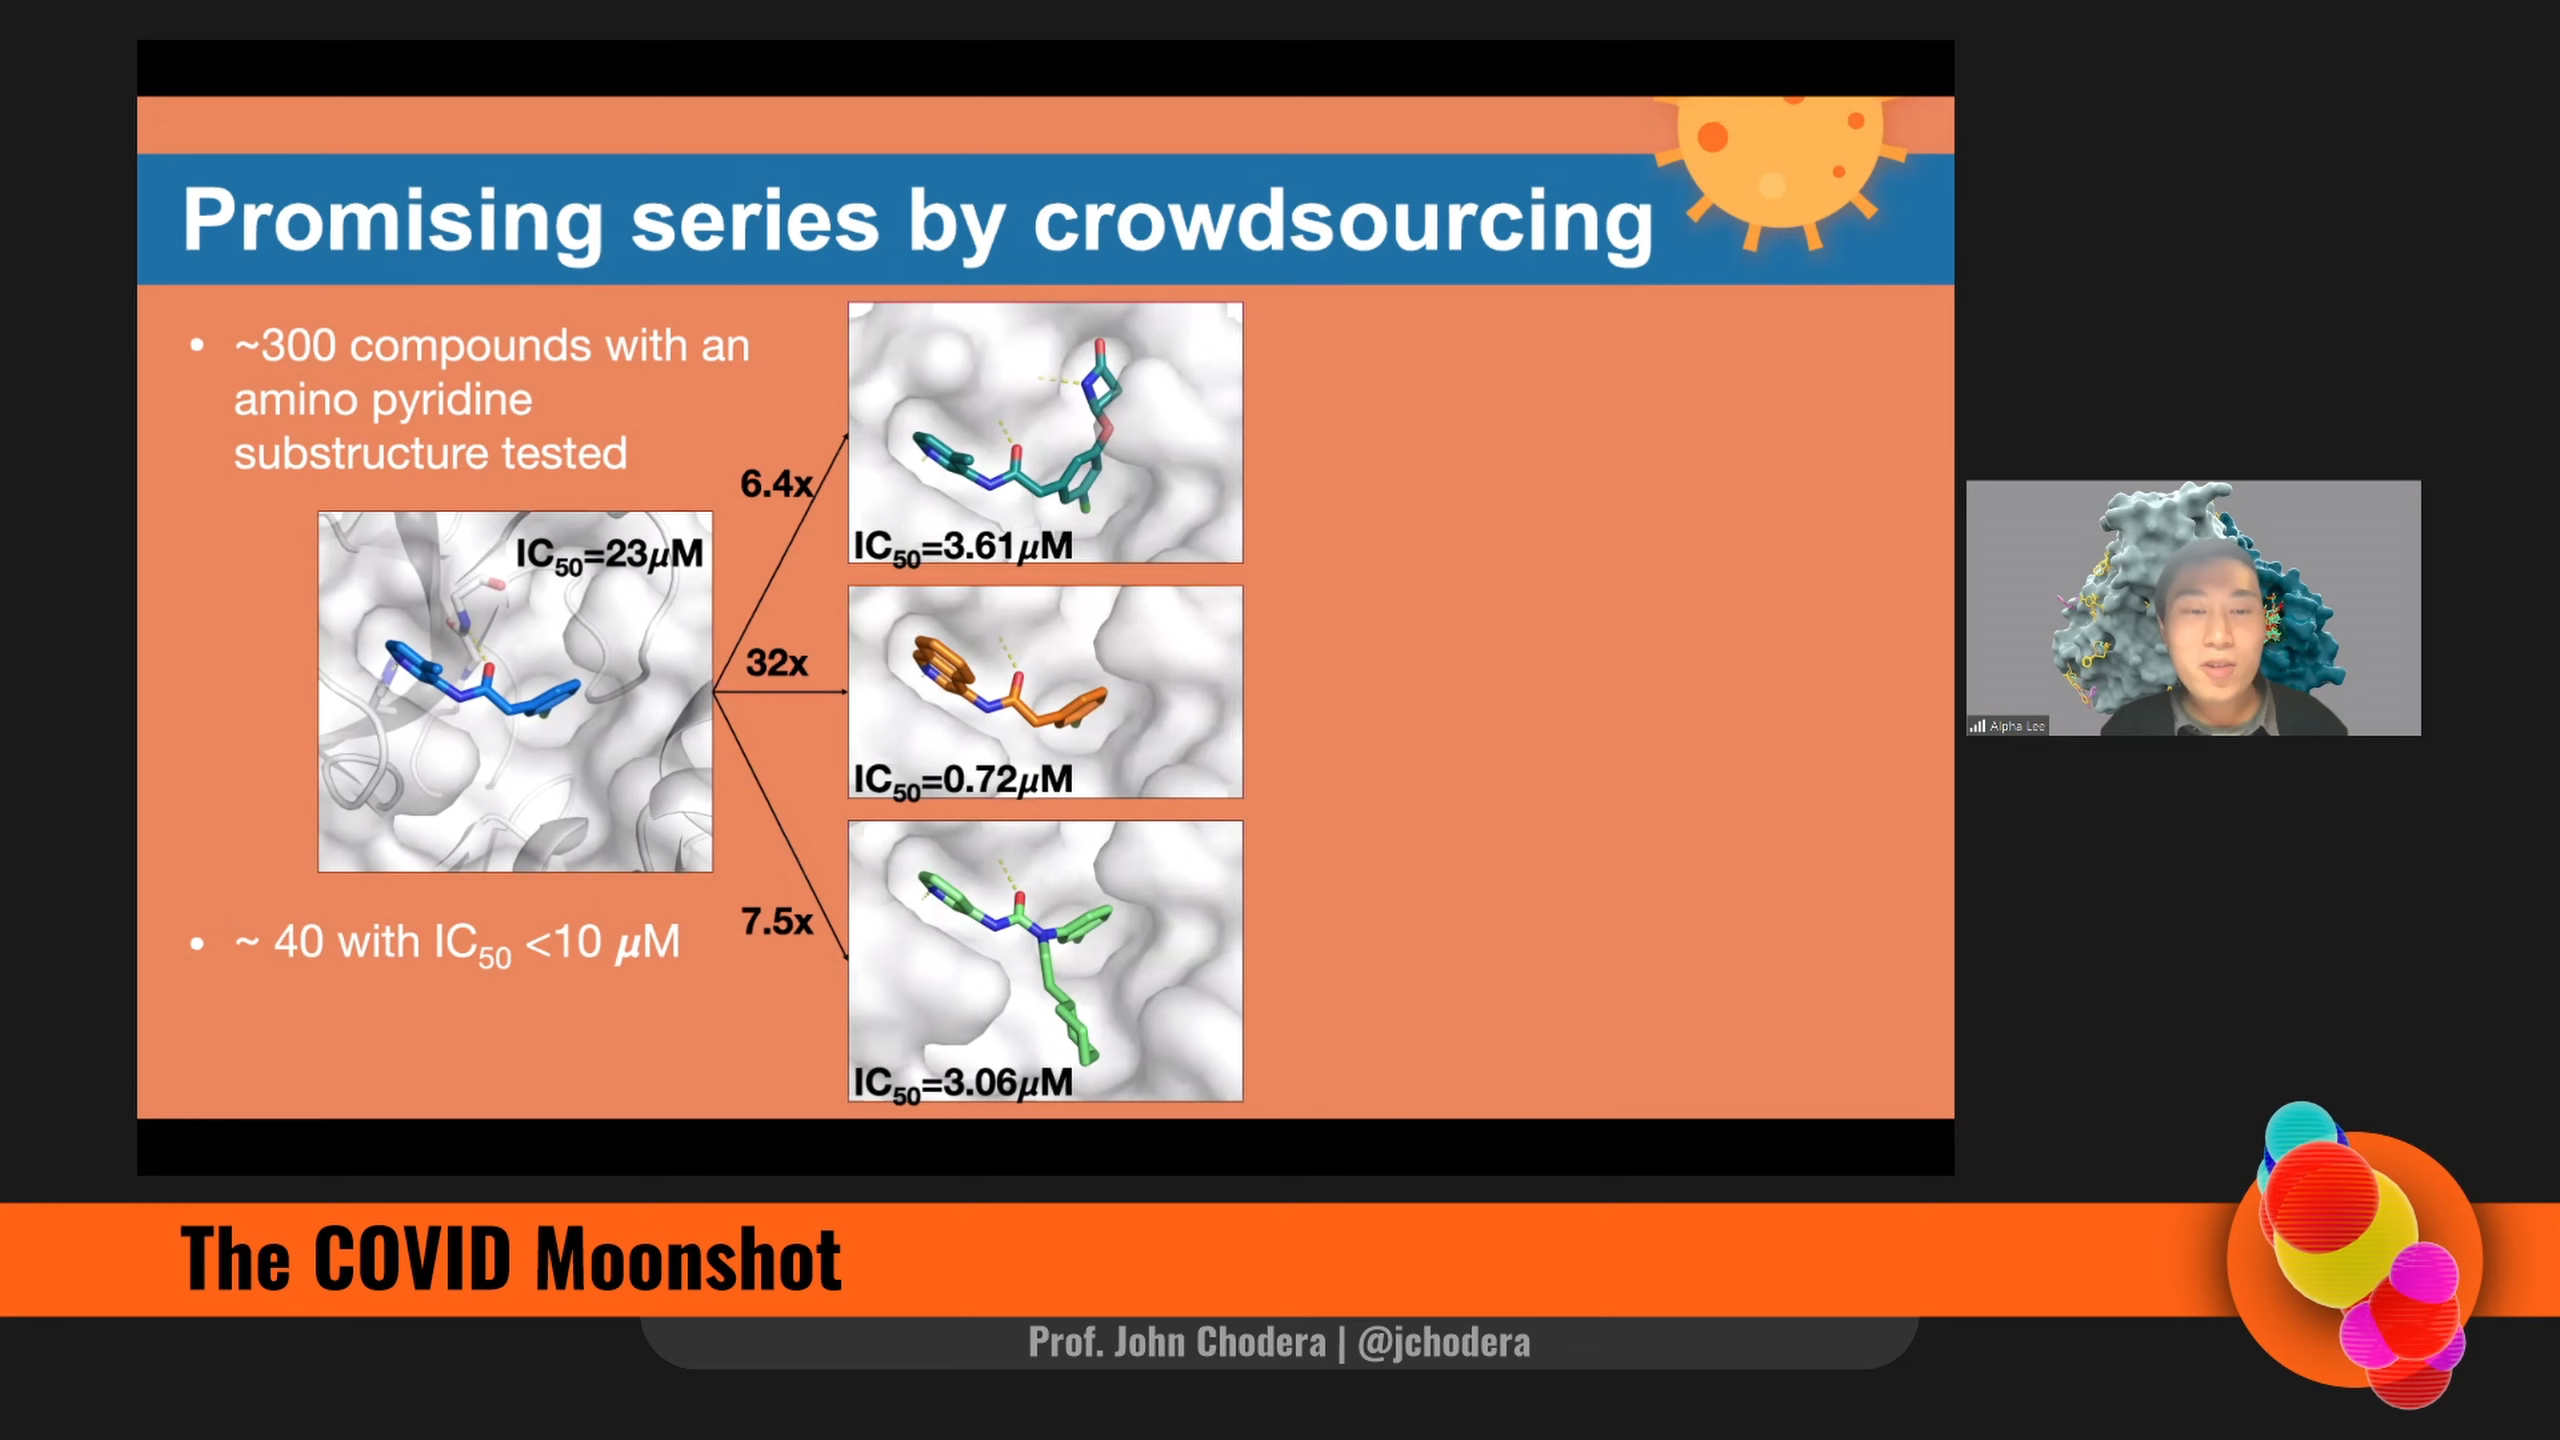 Promising series by crowdsourcing
• ~300 compounds with an
amino pyridine
substructure tested
IC50=23μM
• ~ 40 with IC50 <10 μM
6.4x
32x
7.5x
IC50=3.61μM
IC50=0.72μM
IC50=3.06μM
Alpha Lee
The COVID Moonshot
Prof. John Chodera | @jchodera